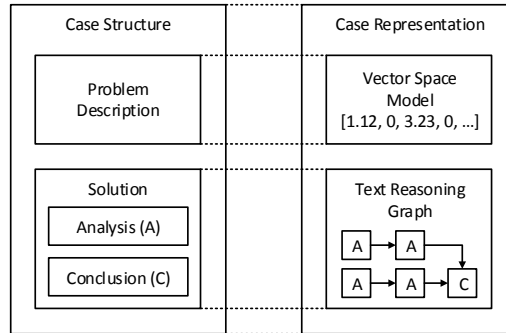 Case Structure
Problem
Description
Solution
Analysis (A)
Conclusion (C)
Case Representation
Vector Space
Model
[1.12, 0, 3.23, 0, ...]
Text Reasoning
Graph
A A
A A C